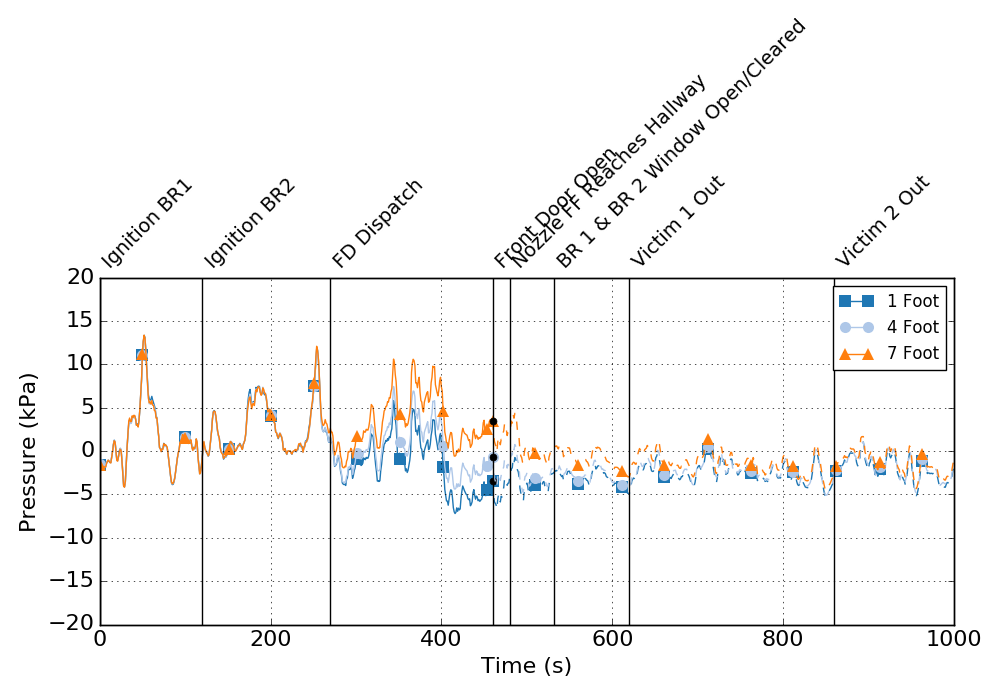 Ignition BR1
Ignition BR2
FD Dispatch
Front Door Open
Nozzle FF Reaches Hallway
BR 1 & BR 2 Window Open/Cleared
Victim 1 Out
Victim 2 Out
20
15
10
5
0
−5
−10
−15
−20
Pressure (kPa)
1 Foot
4 Foot
7 Foot
0 200 400 600 800 1000
Time (s)